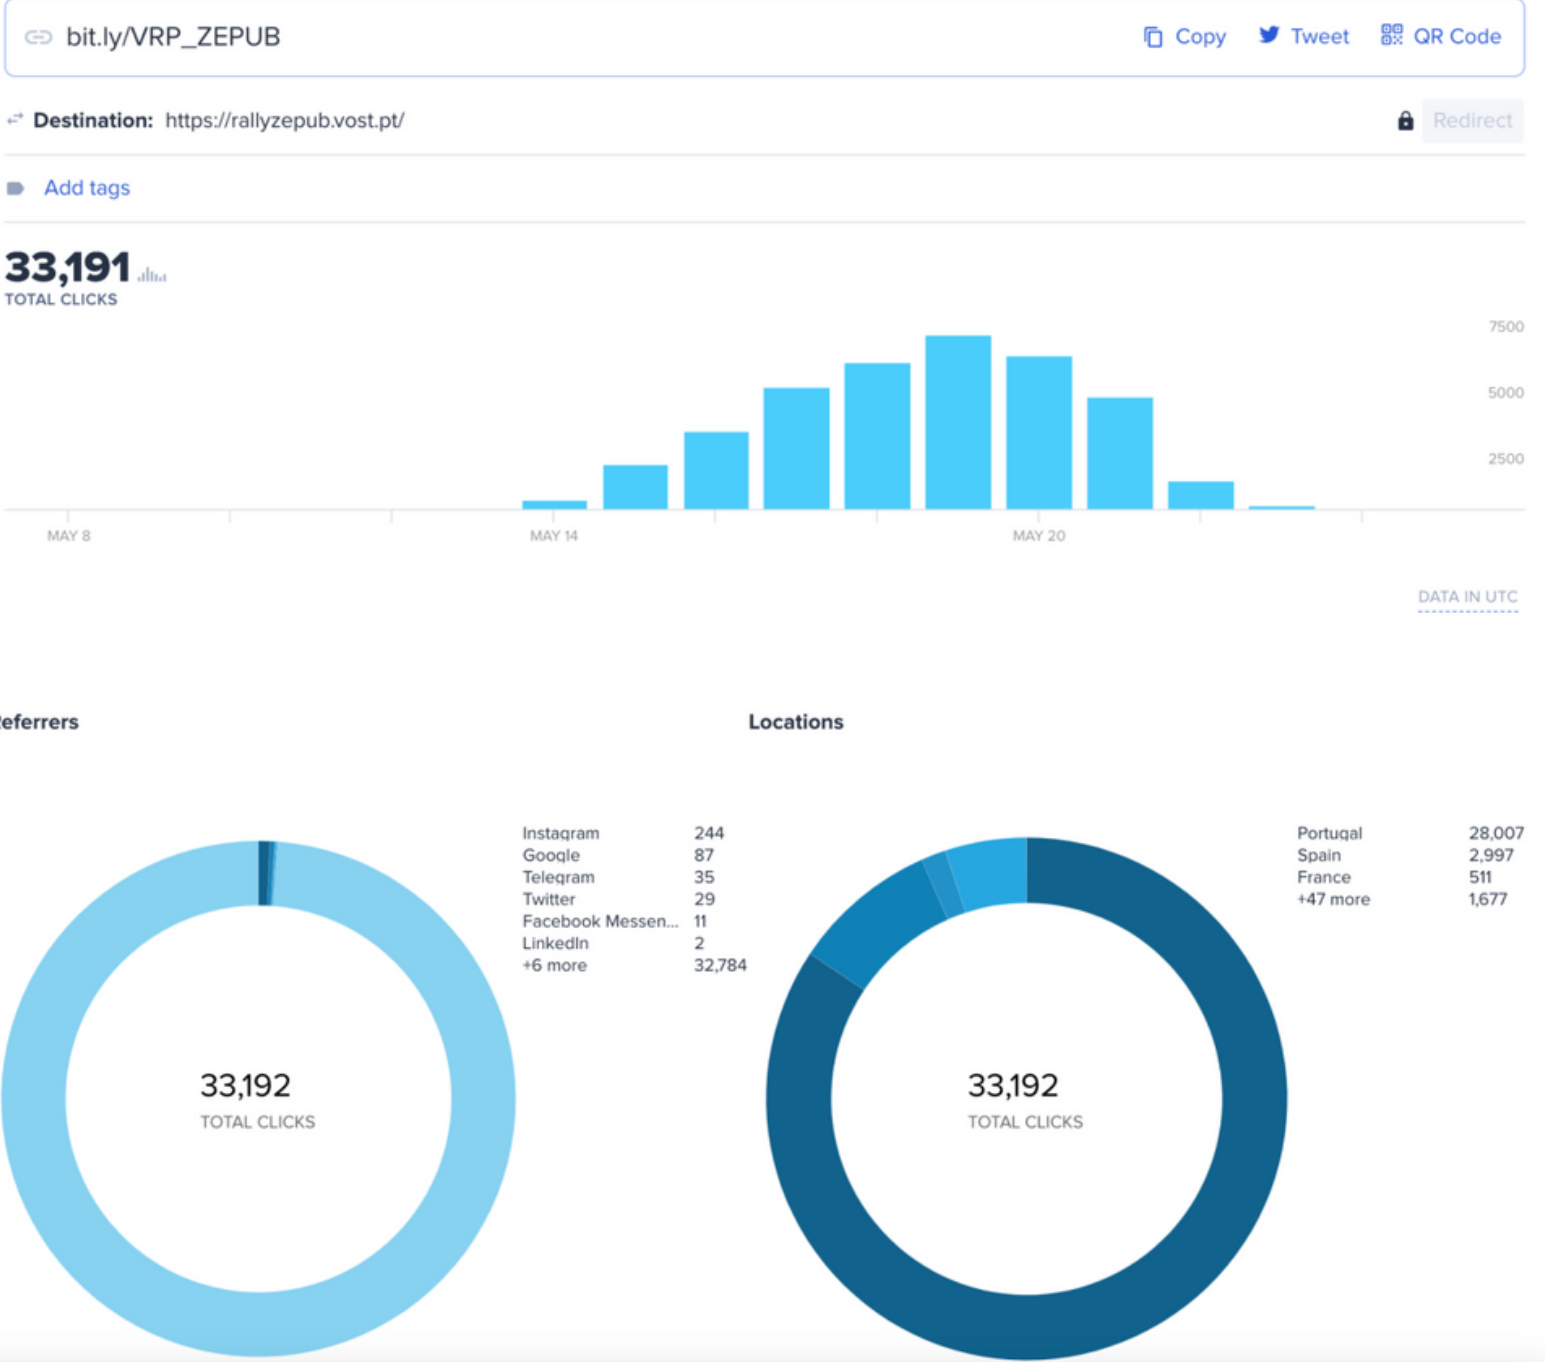 bit.ly/VRP_ZEPUB
Copy
Tweet
QR Code
Destination: https://rallyzepub.vost.pt/
Redirect
Add tags
33,191
TOTAL CLICKS
7500
5000
2500
MAY 8
MAY 14
MAY 20
DATA IN UTC
eferrers
Instagram 244
Google 87
Telegram 35
Twitter 29
Facebook Messen... 11
LinkedIn 2
+6 more 32,784
33,192
TOTAL CLICKS
Locations
Portugal 28,007
Spain 2,997
France 511
+47 more 1,677
33,192
TOTAL CLICKS